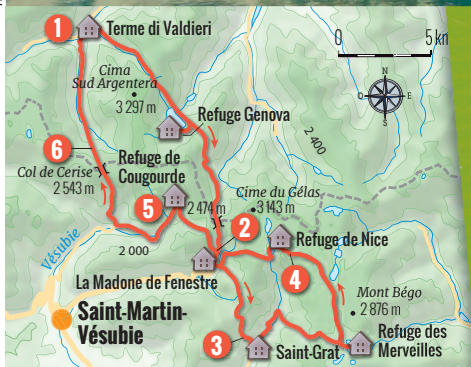 1
Terme di Valdieri
0 5 km
Cima
Sud Argentera
3 297 m
N
O E
S
Refuge Genova
2 400
6
Col de Cerise
2 543 m
Refuge de
Cougourde
5
2 474 m
Cime du Gélas
3143 m
2
Refuge de Nice
Vésubie
2 000
La Madone de Fenestre
4
Mont Bégo
2 876 m
Saint-Martin-
Vésubie
3
Saint-Grat
Refuge des
Merveilles